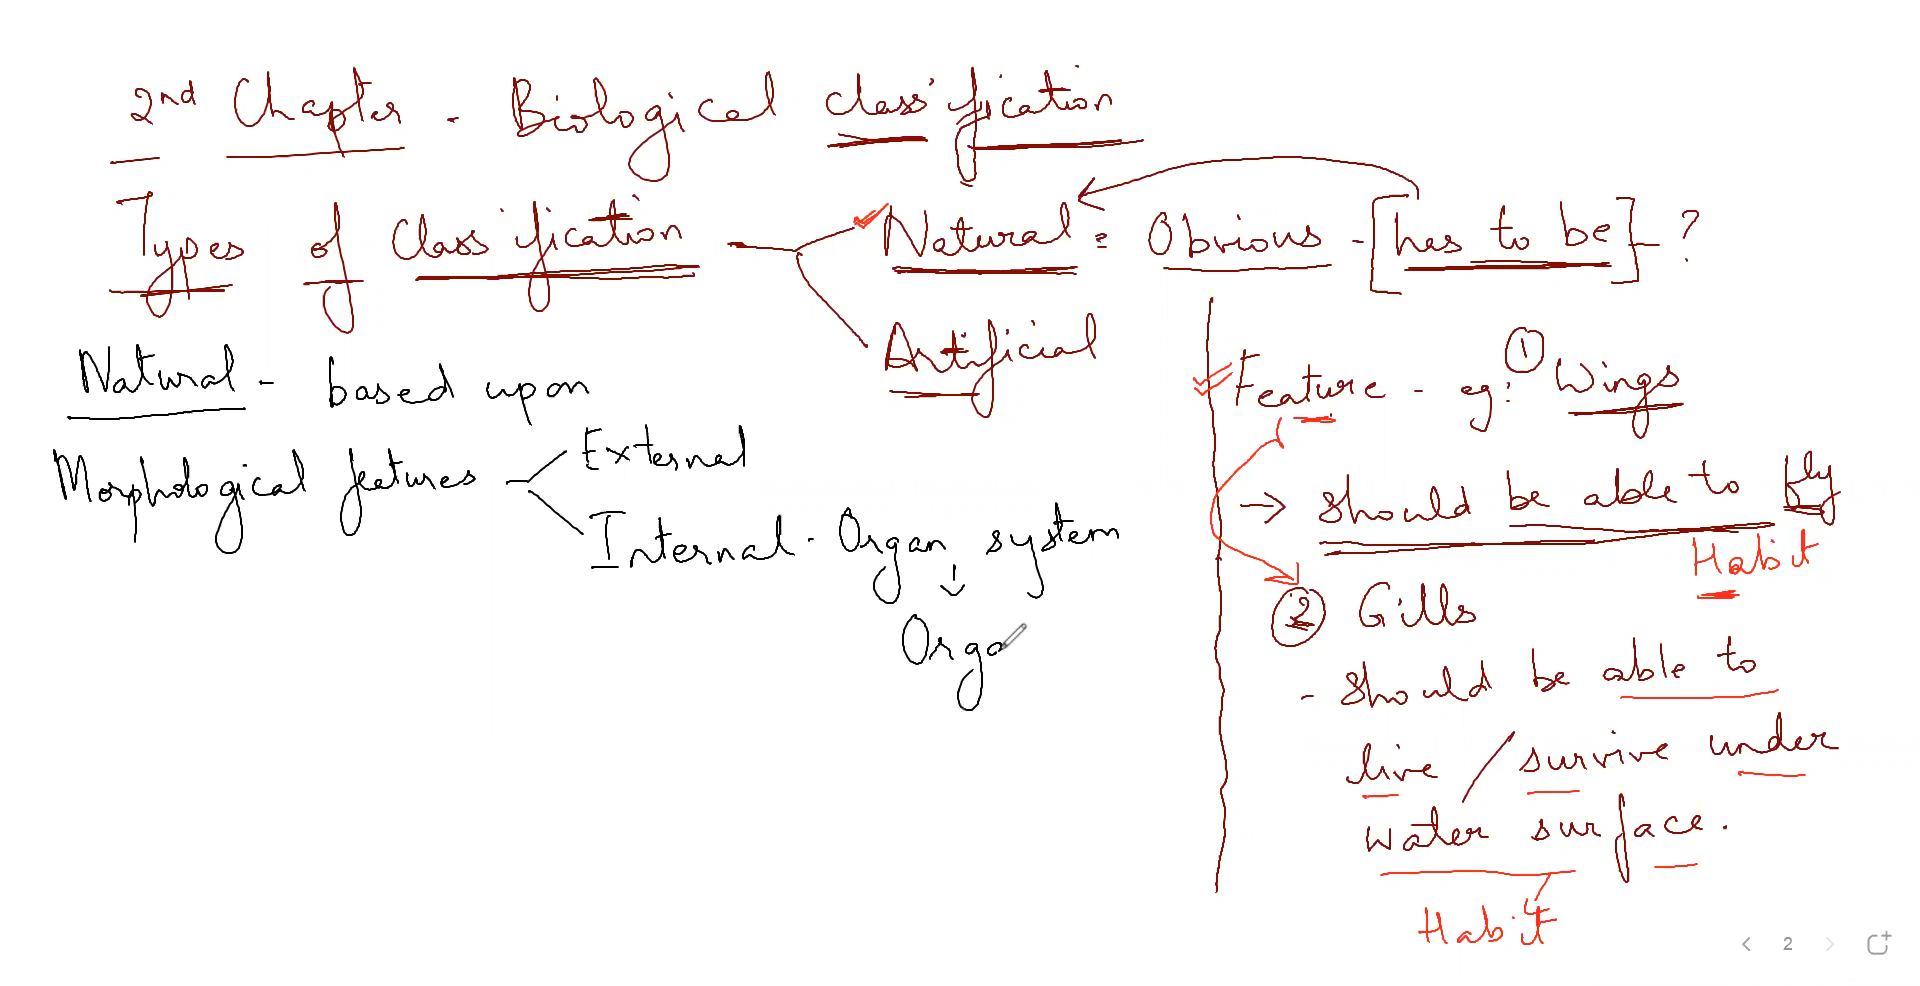 2nd Chapter - Biological classification
Types of Classification
Natural = Obvious - [has to be] - ?
Artificial
Natural - based upon
Morphological features
External
Internal - Organ system
Orga
Feature - eg: ① Wings
→ should be able to fly
Habit
② Gills
- should be able to
live / survive under
water surface.
Habit
2